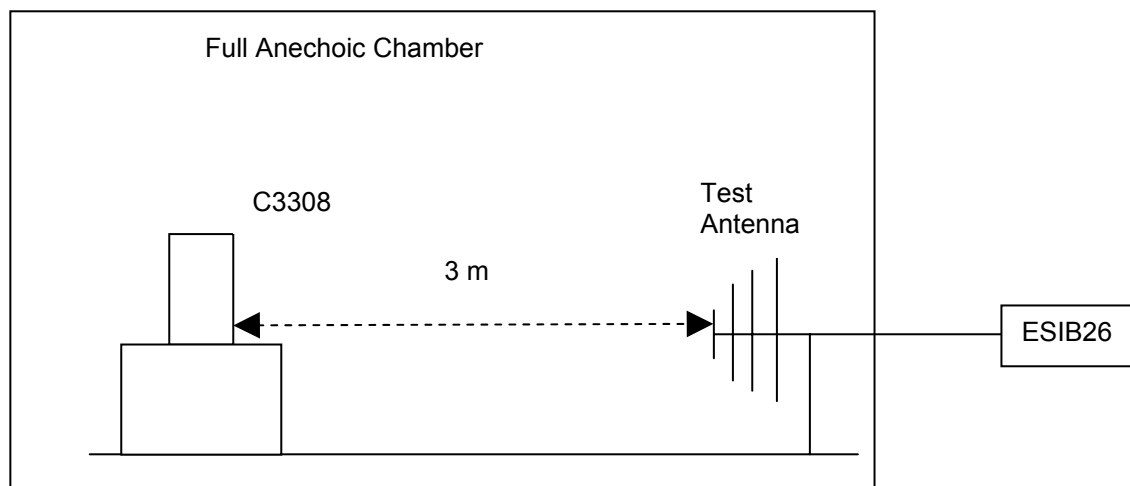 Full Anechoic Chamber
C3308
Test
Antenna
3 m
ESIB26